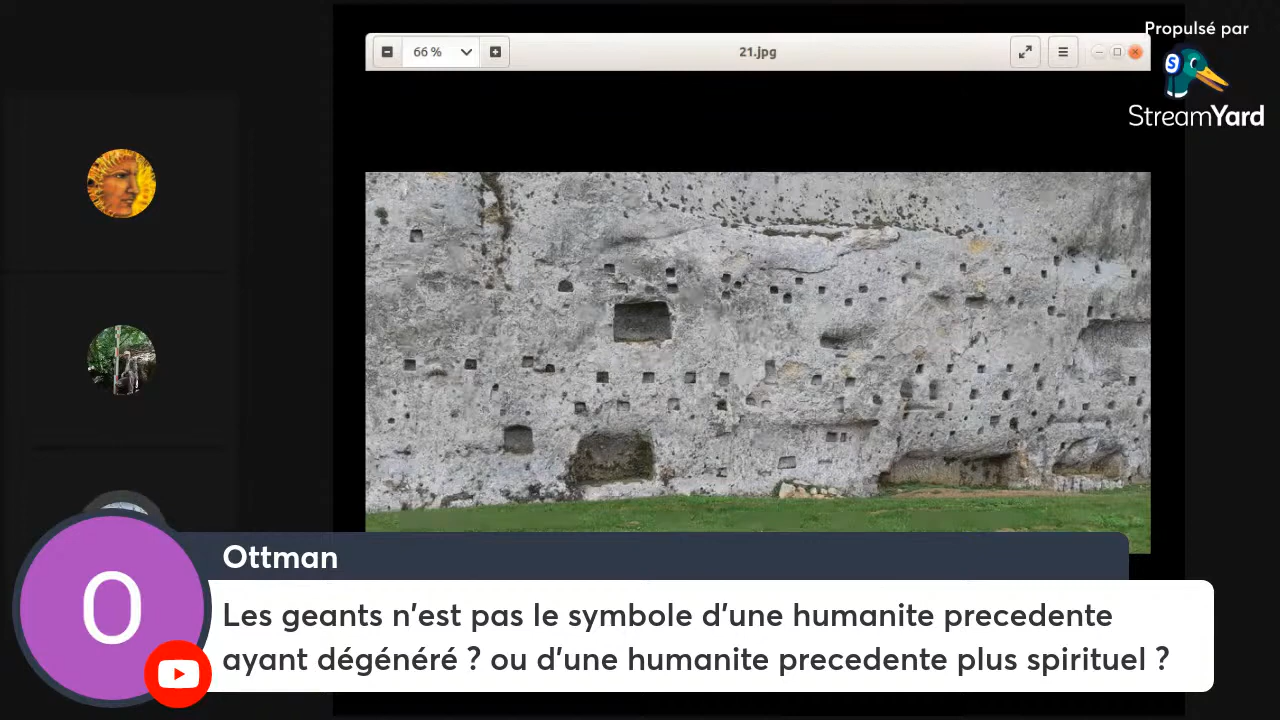 Propulsé par
StreamYard
66 %
21.jpg
S
Ottman
O
Les geants n'est pas le symbole d'une humanite precedente
ayant dégénéré ? ou d'une humanite precedente plus spirituel ?